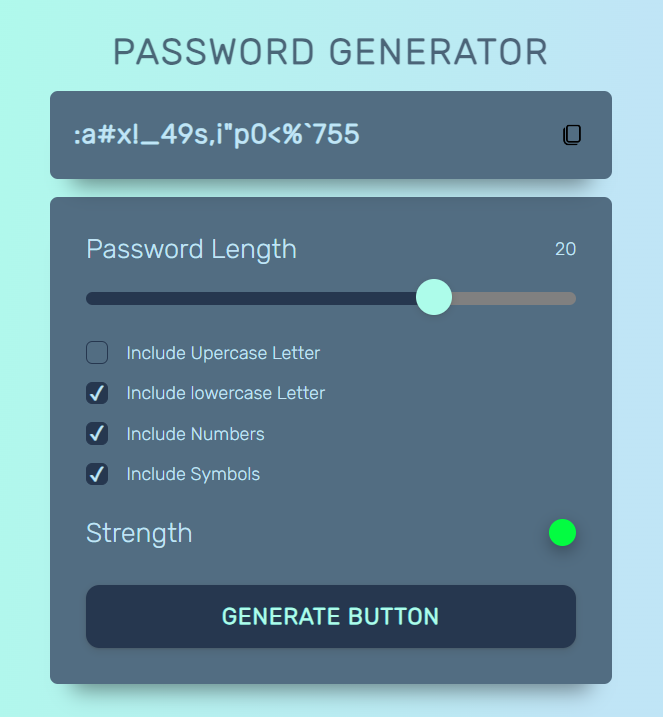 PASSWORD GENERATOR
:a#x!_49s,i"p0<%`755
Password Length 20
Include Upercase Letter
Include lowercase Letter
Include Numbers
Include Symbols
Strength
GENERATE BUTTON